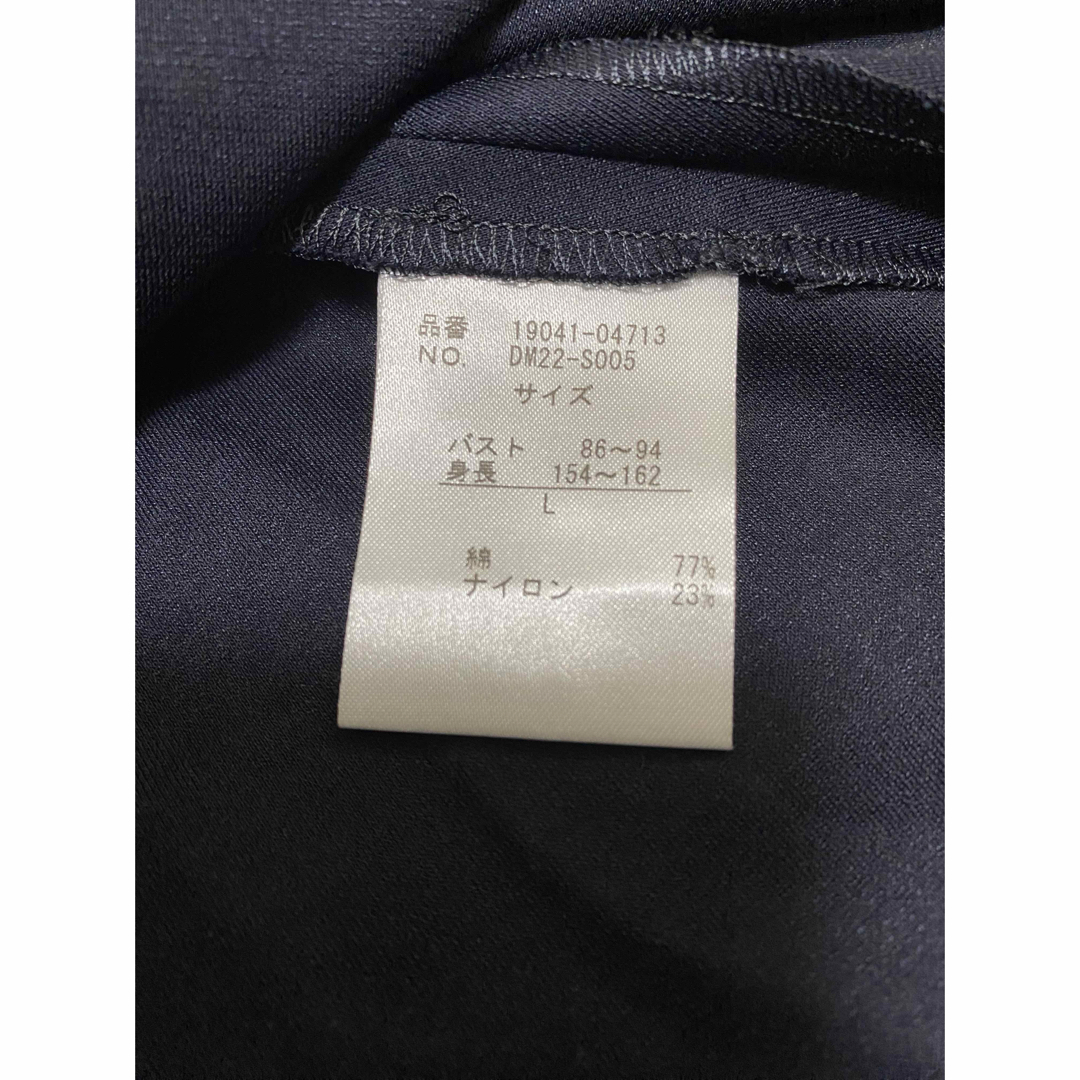 品番 19041-04713
NO. DM22-S005
サイズ
バスト 86～94
身長 154～162
L
綿 77%
ナイロン 23%